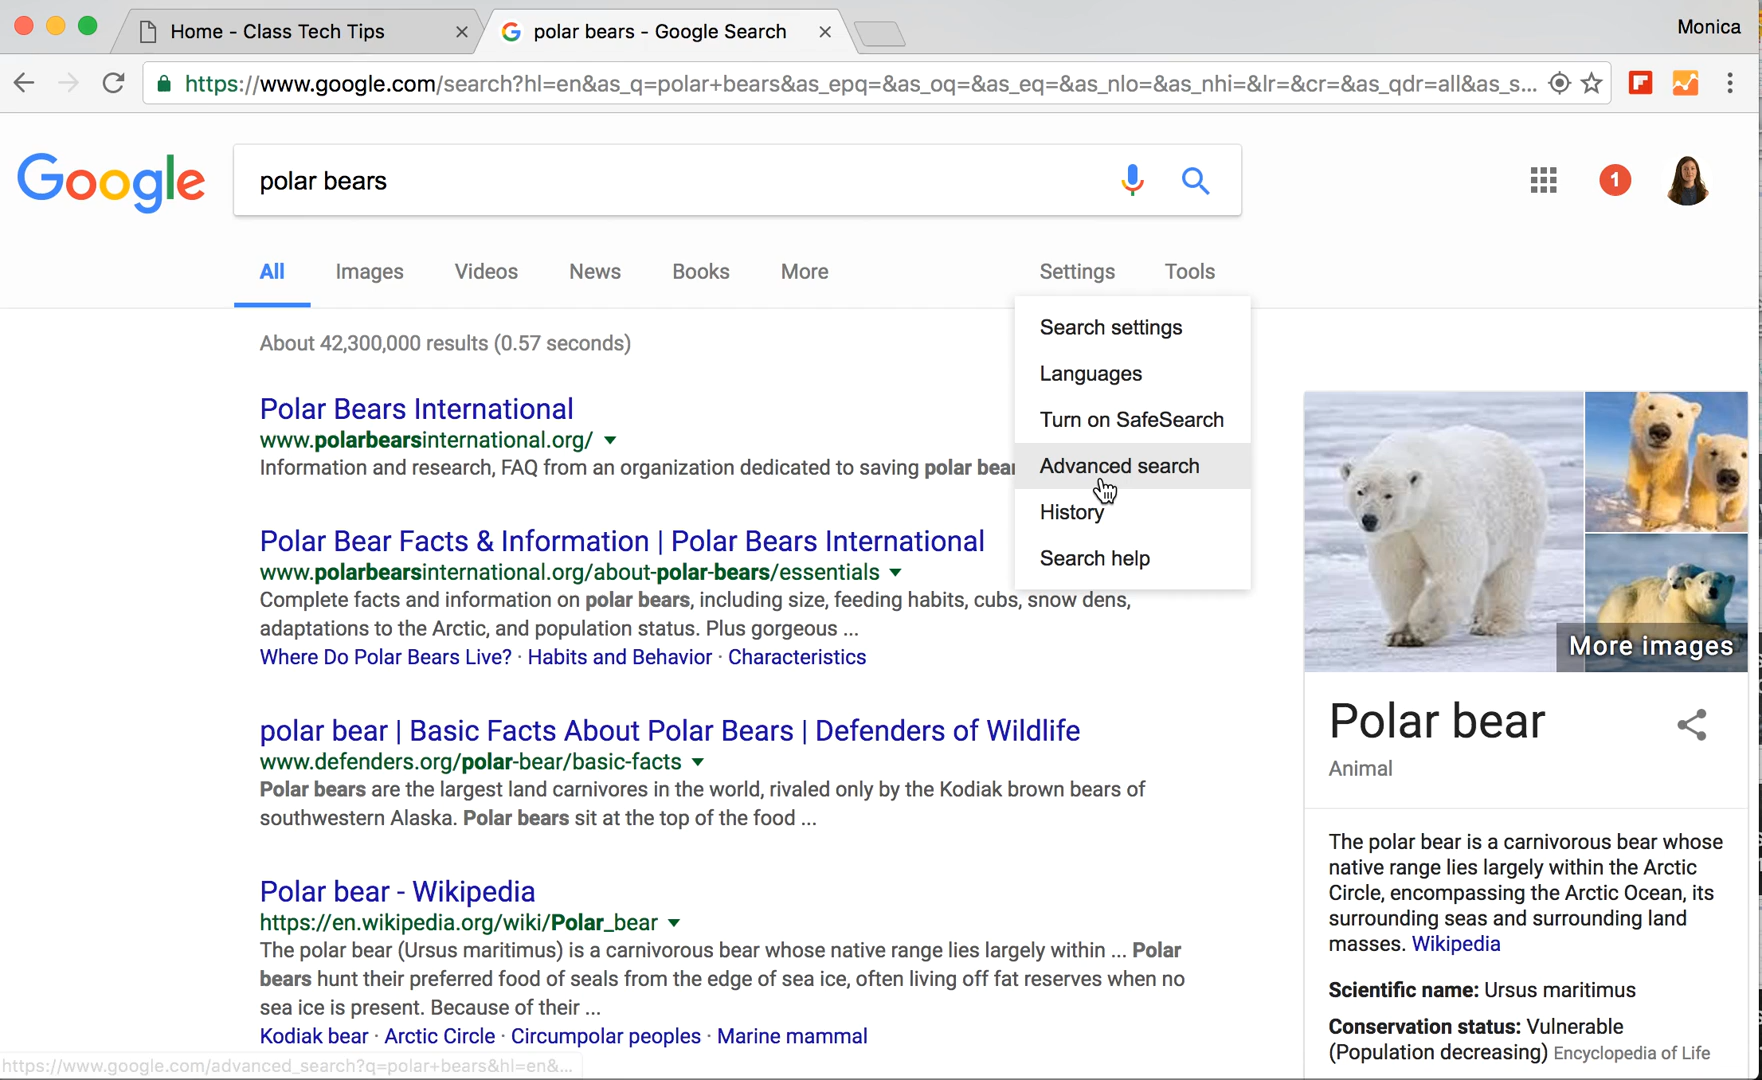 Home - Class Tech Tips
polar bears - Google Search
Monica
https://www.google.com/search?hl=en&as_q=polar+bears&as_epq=&as_oq=&as_eq=&as_nlo=&as_nhi=&lr=&cr=&as_qdr=all&as_s...
Google
polar bears
1
All Images Videos News Books More Settings Tools
Search settings
Languages
Turn on SafeSearch
Advanced search
History
Search help
About 42,300,000 results (0.57 seconds)
Polar Bears International
www.polarbearsinternational.org/
Information and research, FAQ from an organization dedicated to saving polar bear
Polar Bear Facts & Information | Polar Bears International
www.polarbearsinternational.org/about-polar-bears/essentials
Complete facts and information on polar bears, including size, feeding habits, cubs, snow dens,
adaptations to the Arctic, and population status. Plus gorgeous ...
Where Do Polar Bears Live? · Habits and Behavior · Characteristics
polar bear | Basic Facts About Polar Bears | Defenders of Wildlife
www.defenders.org/polar-bear/basic-facts
Polar bears are the largest land carnivores in the world, rivaled only by the Kodiak brown bears of
southwestern Alaska. Polar bears sit at the top of the food ...
Polar bear - Wikipedia
https://en.wikipedia.org/wiki/Polar_bear
The polar bear (Ursus maritimus) is a carnivorous bear whose native range lies largely within ... Polar
bears hunt their preferred food of seals from the edge of sea ice, often living off fat reserves when no
sea ice is present. Because of their ...
Kodiak bear · Arctic Circle · Circumpolar peoples · Marine mammal
https://www.google.com/advanced_search?q=polar+bears&hl=en&...
More images
Polar bear
Animal
The polar bear is a carnivorous bear whose
native range lies largely within the Arctic
Circle, encompassing the Arctic Ocean, its
surrounding seas and surrounding land
masses. Wikipedia
Scientific name: Ursus maritimus
Conservation status: Vulnerable
(Population decreasing) Encyclopedia of Life